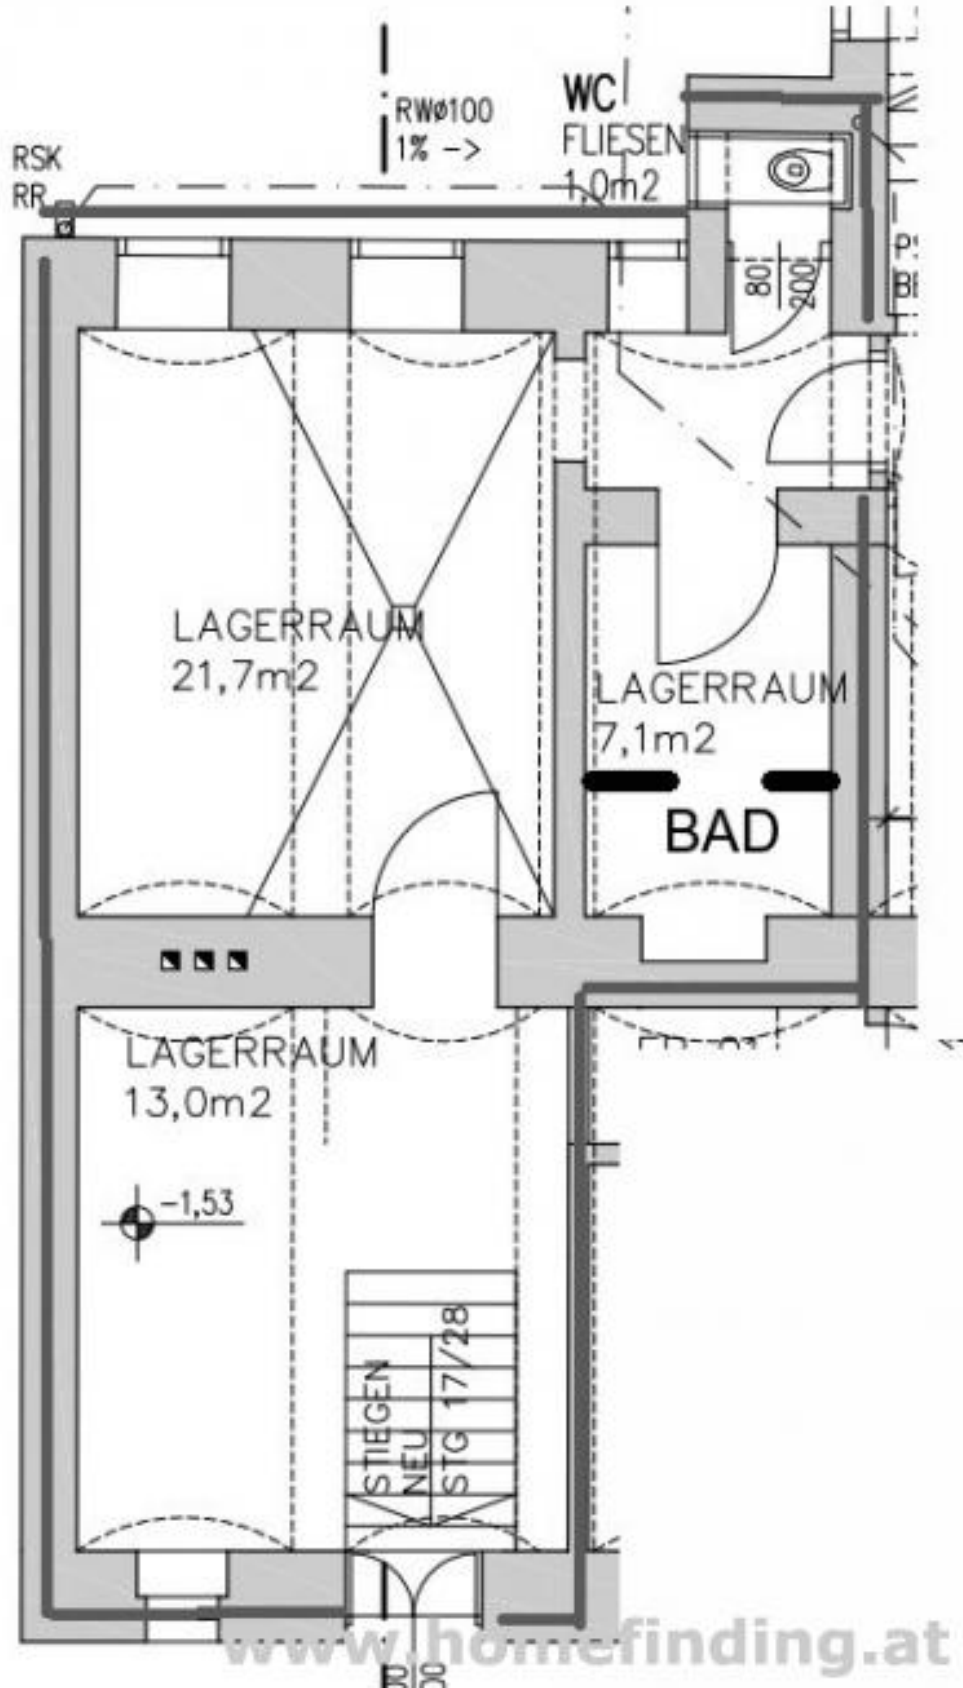 RWø100
1% ->
WC
FLIESEN
1,0m2
RSK
RR
80
200
LAGERRAUM
21,7m2
LAGERRAUM
7,1m2
BAD
LAGERRAUM
13,0m2
-1,53
STIEGEN
NEU
STG 17/28
www.homefinding.at